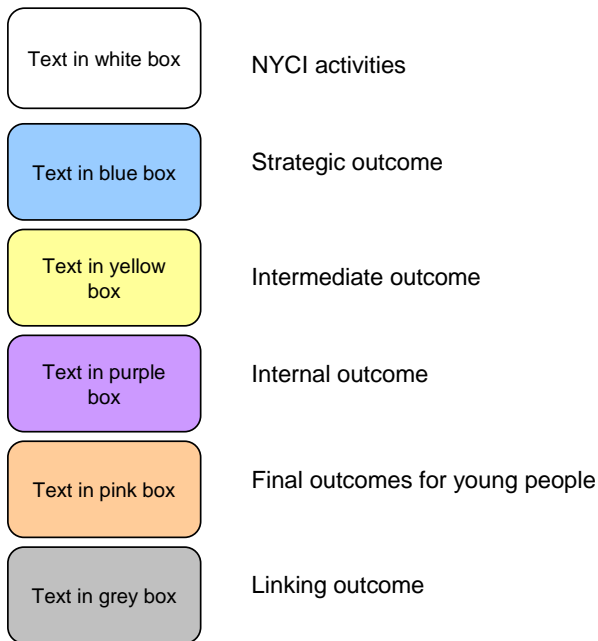 Text in white box
NYCI activities
Text in blue box
Strategic outcome
Text in yellow
box
Intermediate outcome
Text in purple
box
Internal outcome
Text in pink box
Final outcomes for young people
Text in grey box
Linking outcome